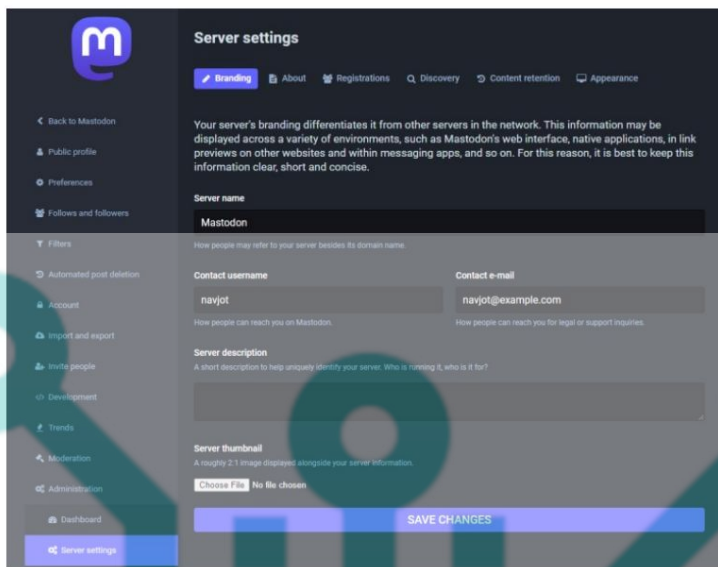 Server settings
Branding
About
Registrations
Discovery
Content retention
Appearance
Back to Mastodon
Public profile
Preferences
Follows and followers
Filters
Automated post deletion
Account
Import and export
Invite people
Development
Trends
Moderation
Administration
Dashboard
Server settings
Your server's branding differentiates it from other servers in the network. This information may be
displayed across a variety of environments, such as Mastodon's web interface, native applications, in link
previews on other websites and within messaging apps, and so on. For this reason, it is best to keep this
information clear, short and concise.
Server name
Mastodon
How people may refer to your server besides its domain name.
Contact username
Contact e-mail
navjot
navjot@example.com
How people can reach you on Mastodon.
How people can reach you for legal or support inquiries.
Server description
A short description to help uniquely identify your server. Who is running it, who is it for?
Server thumbnail
A roughly 2:1 image displayed alongside your server information.
Choose File No file chosen
SAVE CHANGES